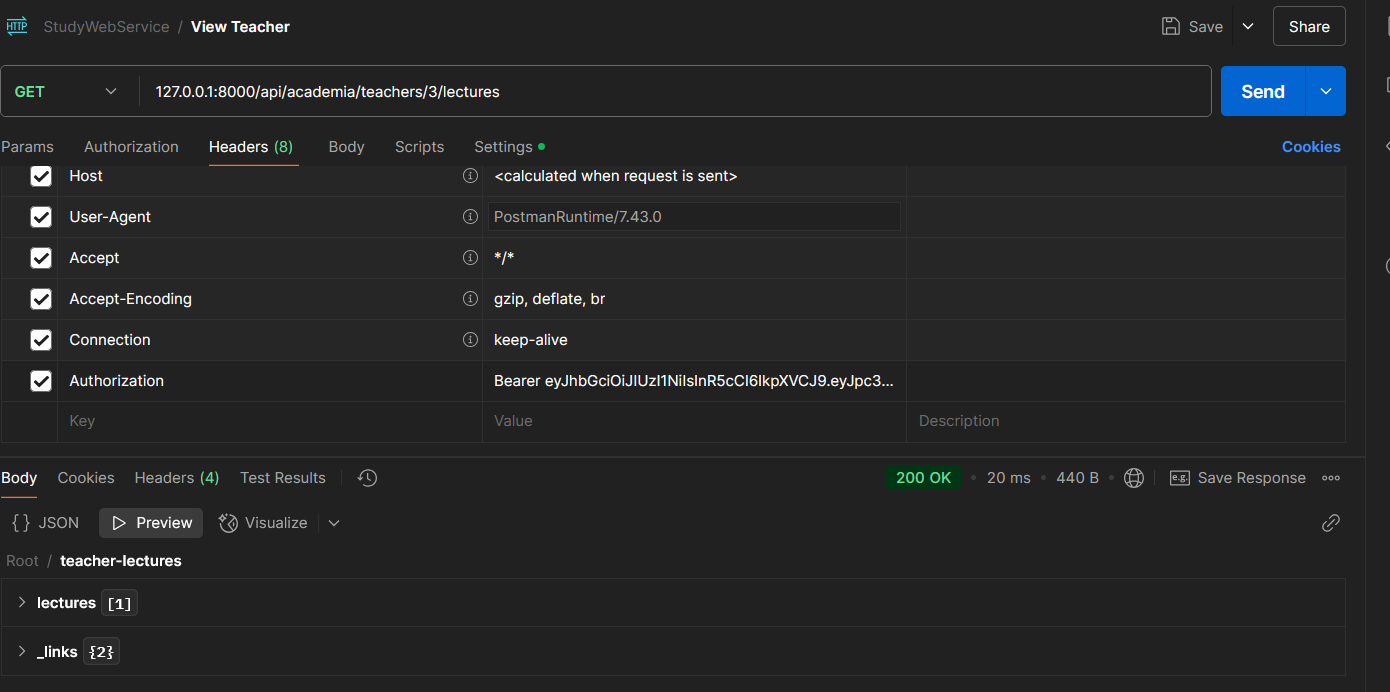 HTTP StudyWebService / View Teacher Save Share
GET 127.0.0.1:8000/api/academia/teachers/3/lectures Send
Params Authorization Headers (8) Body Scripts Settings Cookies
Host <calculated when request is sent>
User-Agent PostmanRuntime/7.43.0
Accept */*
Accept-Encoding gzip, deflate, br
Connection keep-alive
Authorization Bearer eyJhbGciOiJIUzI1NiIsInR5cCI6IkpXVCJ9.eyJpc3...
Key Value Description
Body Cookies Headers (4) Test Results 200 OK • 20 ms • 440 B • e.g. Save Response
{} JSON Preview Visualize
Root / teacher-lectures
lectures [1]
_links {2}